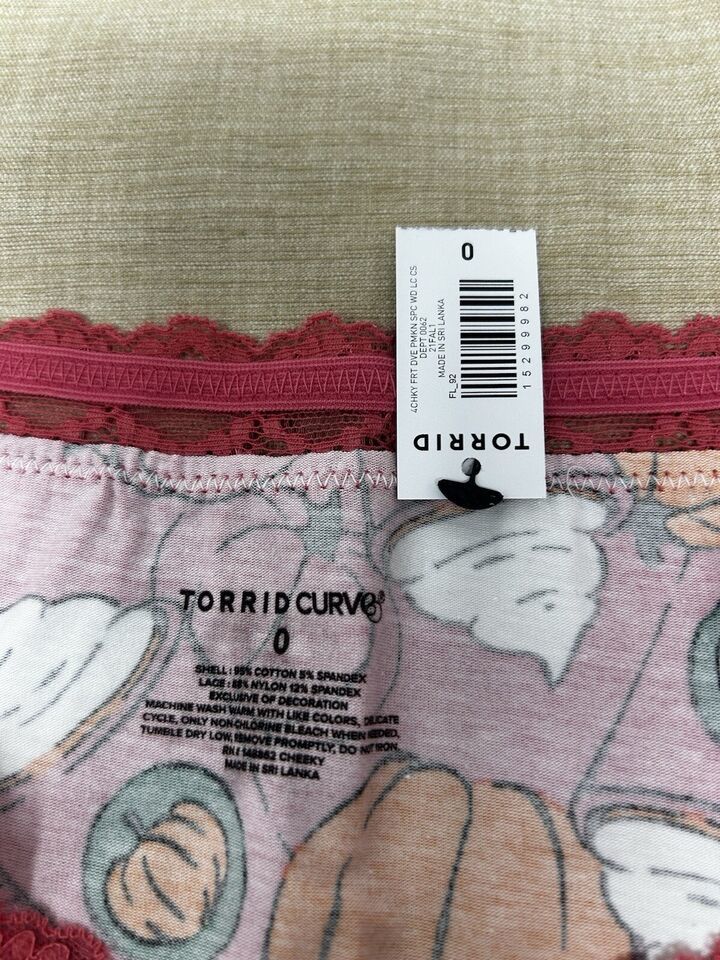 0
4CHKY FRT DVE PMKN SPC WD LC CS
DEPT 0062
21FAL1
MADE IN SRI LANKA
FL_92
15299982
TORRID
TORRID CURVE®
0
SHELL : 95% COTTON 5% SPANDEX
LACE : 88% NYLON 12% SPANDEX
EXCLUSIVE OF DECORATION
MACHINE WASH WARM WITH LIKE COLORS, DELICATE
CYCLE, ONLY NON-CHLORINE BLEACH WHEN NEEDED,
TUMBLE DRY LOW, REMOVE PROMPTLY, DO NOT IRON
CHEEKY
MADE IN SRI LANKA